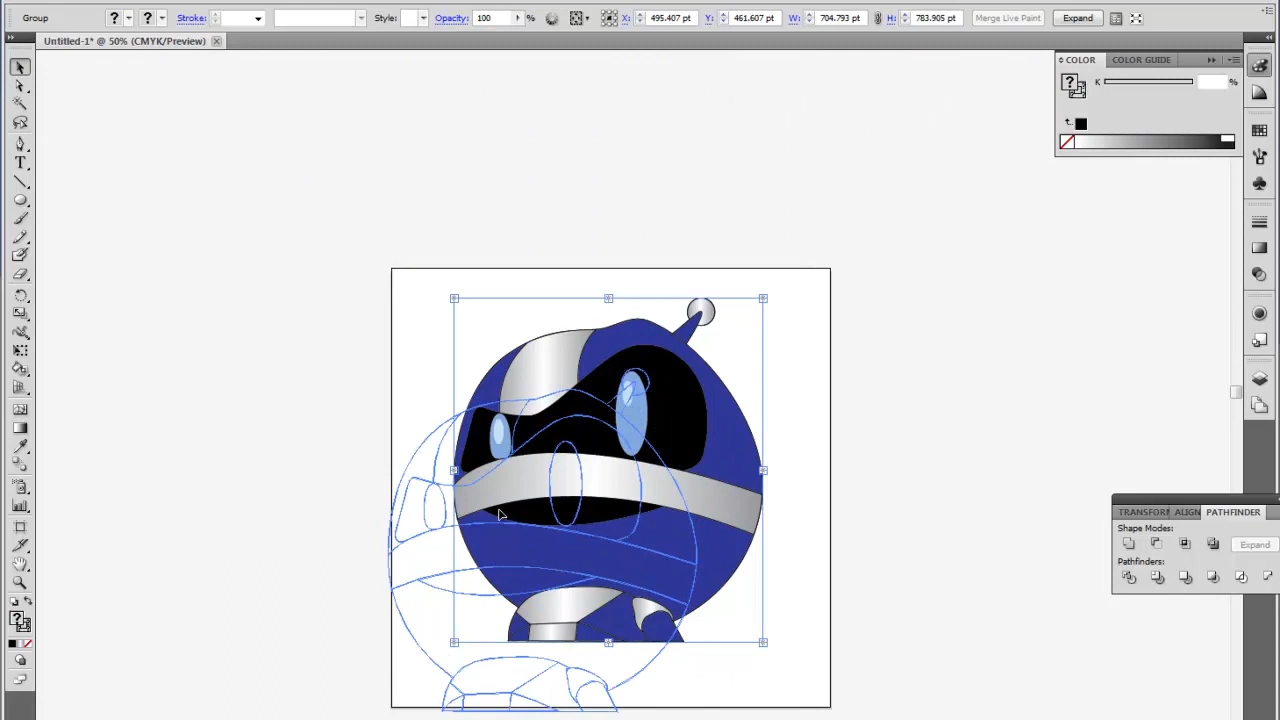 Group
?
?
Stroke:
Style:
Opacity: 100
%
X: 495.407 pt
Y: 461.607 pt
W: 704.793 pt
H: 783.905 pt
Merge Live Paint
Expand
Untitled-1* @ 50% (CMYK/Preview)
COLOR
COLOR GUIDE
?
K
%
T
TRANSFORM
ALIGN
PATHFINDER
Shape Modes:
Expand
Pathfinders:
?